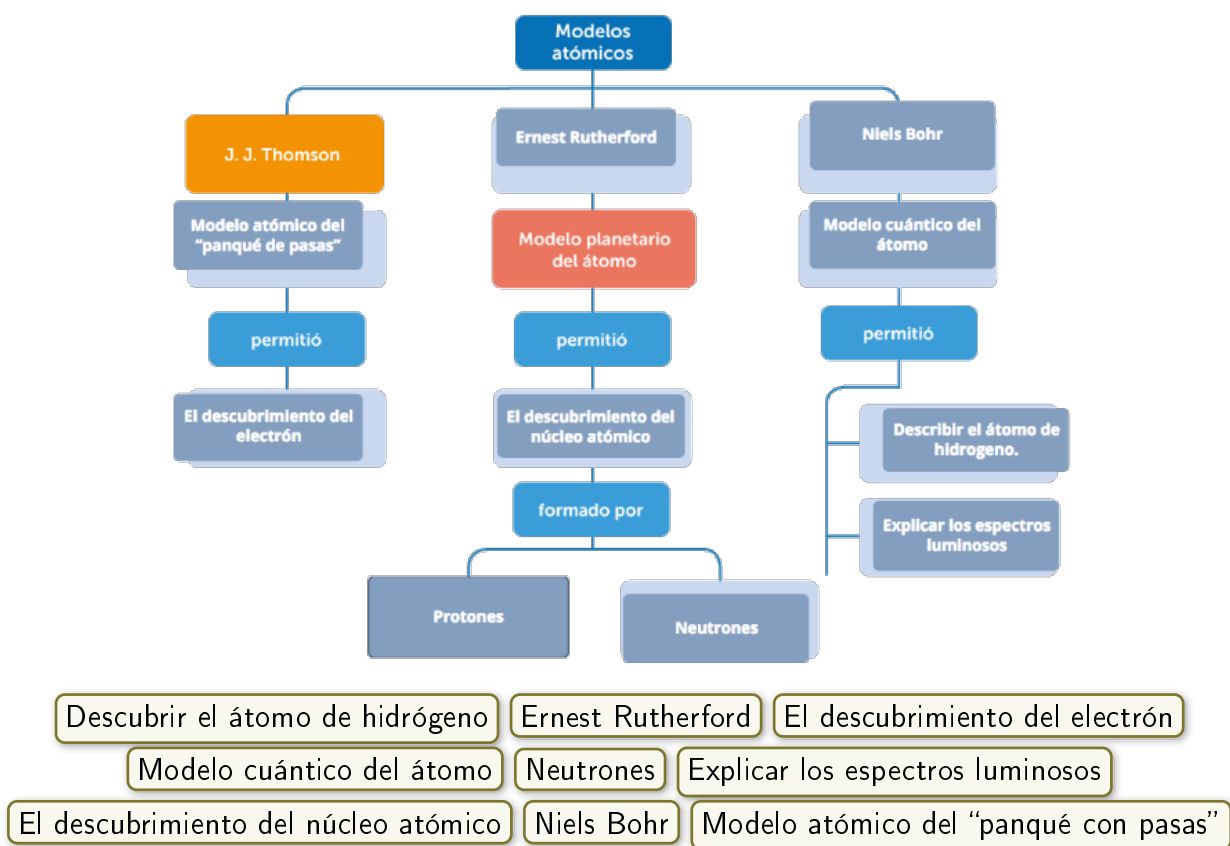 Modelos
atómicos
J. J. Thomson
Ernest Rutherford
Niels Bohr
Modelo atómico del
“panqué de pasas”
Modelo planetario
del átomo
Modelo cuántico del
átomo
permitió
permitió
permitió
El descubrimiento del
electrón
El descubrimiento del
núcleo atómico
Describir el átomo de
hidrogeno.
formado por
Explicar los espectros
luminosos
Protones
Neutrones
Descubrir el átomo de hidrógeno
Ernest Rutherford
El descubrimiento del electrón
Modelo cuántico del átomo
Neutrones
Explicar los espectros luminosos
El descubrimiento del núcleo atómico
Niels Bohr
Modelo atómico del “panqué con pasas”